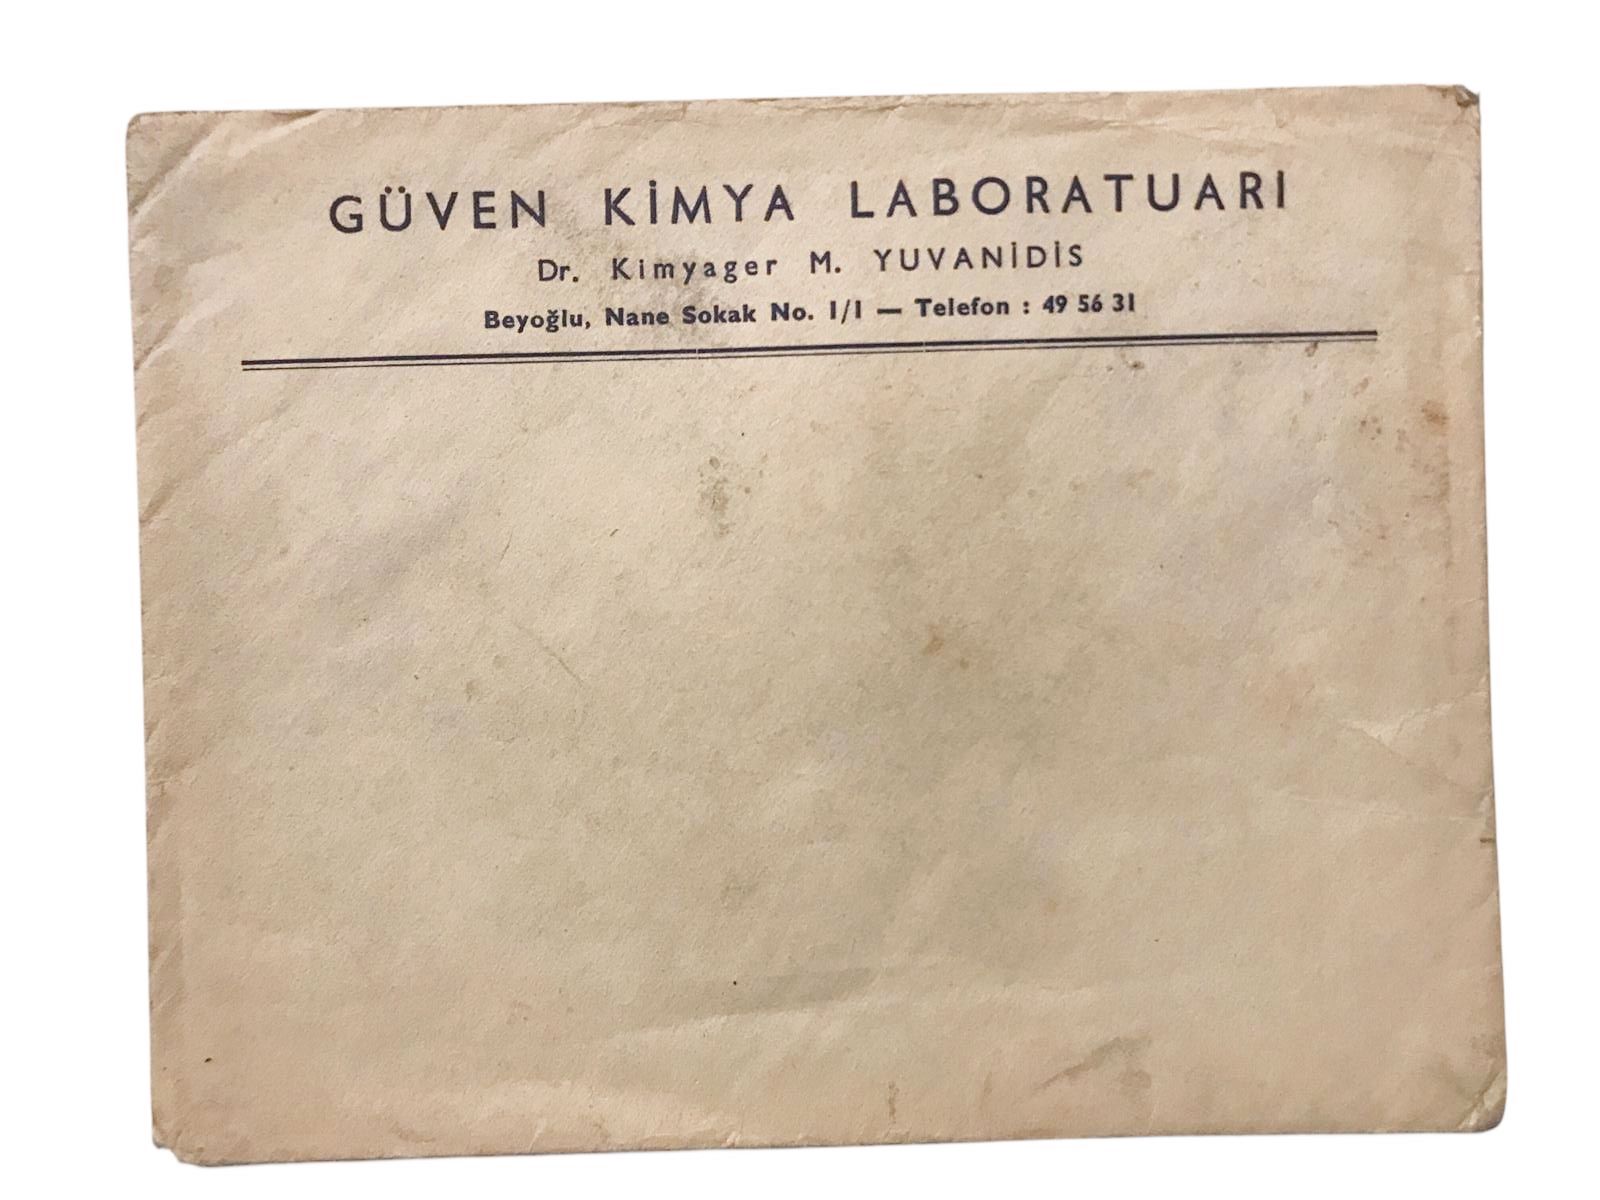 GÜVEN KİMYA LABORATUARI
Dr. Kimyager M. YUVANİDİS
Beyoğlu, Nane Sokak No. 1/1 — Telefon : 49 56 31